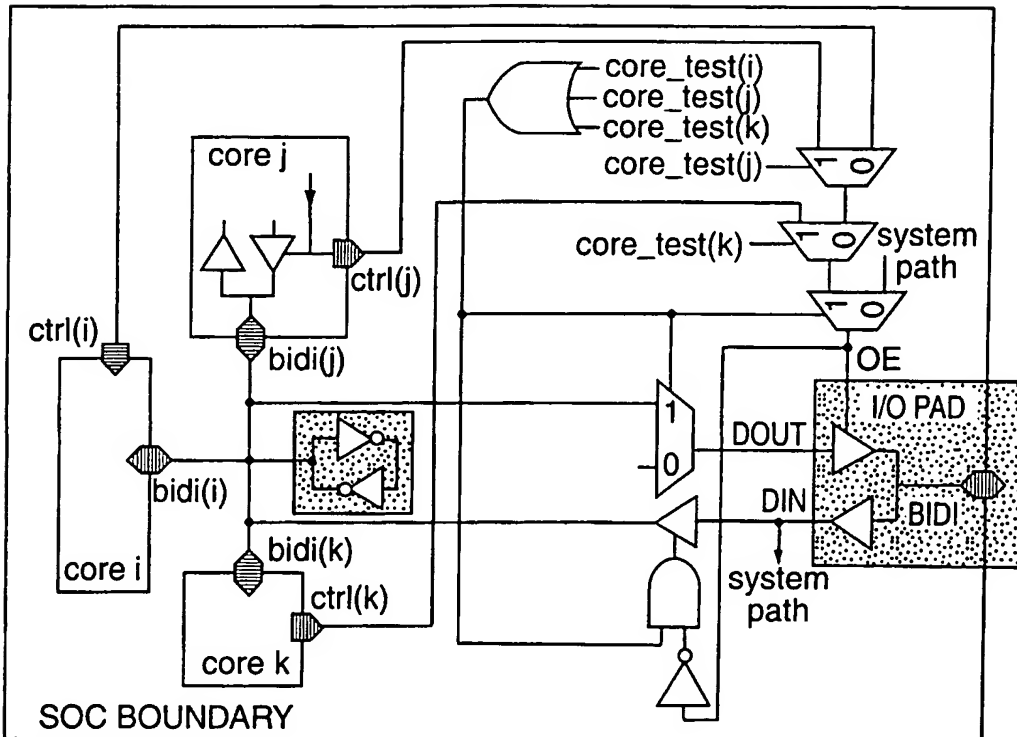 core_test(i)
core_test(j)
core_test(k)
core j
core_test(j)
1 0
core_test(k)
1 0
system
path
ctrl(j)
1 0
ctrl(i)
bidi(j)
OE
I/O PAD
1
DOUT
0
bidi(i)
DIN
BIDI
bidi(k)
core i
system
path
ctrl(k)
core k
SOC BOUNDARY